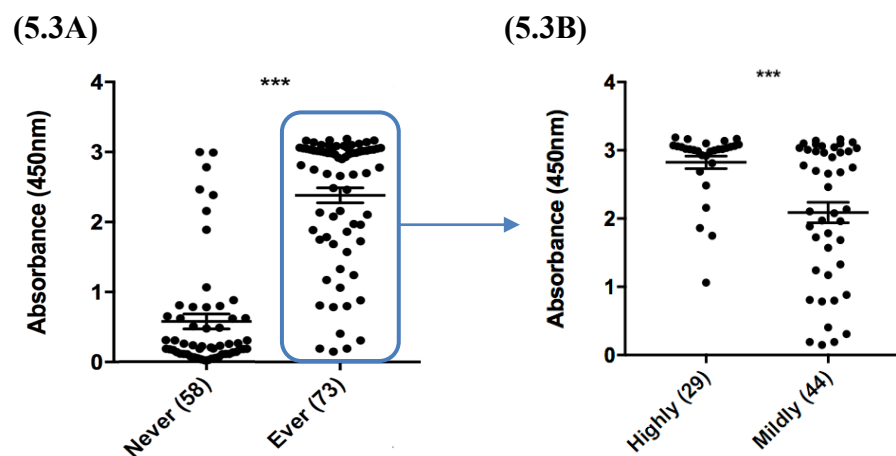 (5.3A)
(5.3B)
***
Absorbance (450nm)
4
3
2
1
0
Never (58)
Ever (73)
***
Absorbance (450nm)
4
3
2
1
0
Highly (29)
Mildly (44)